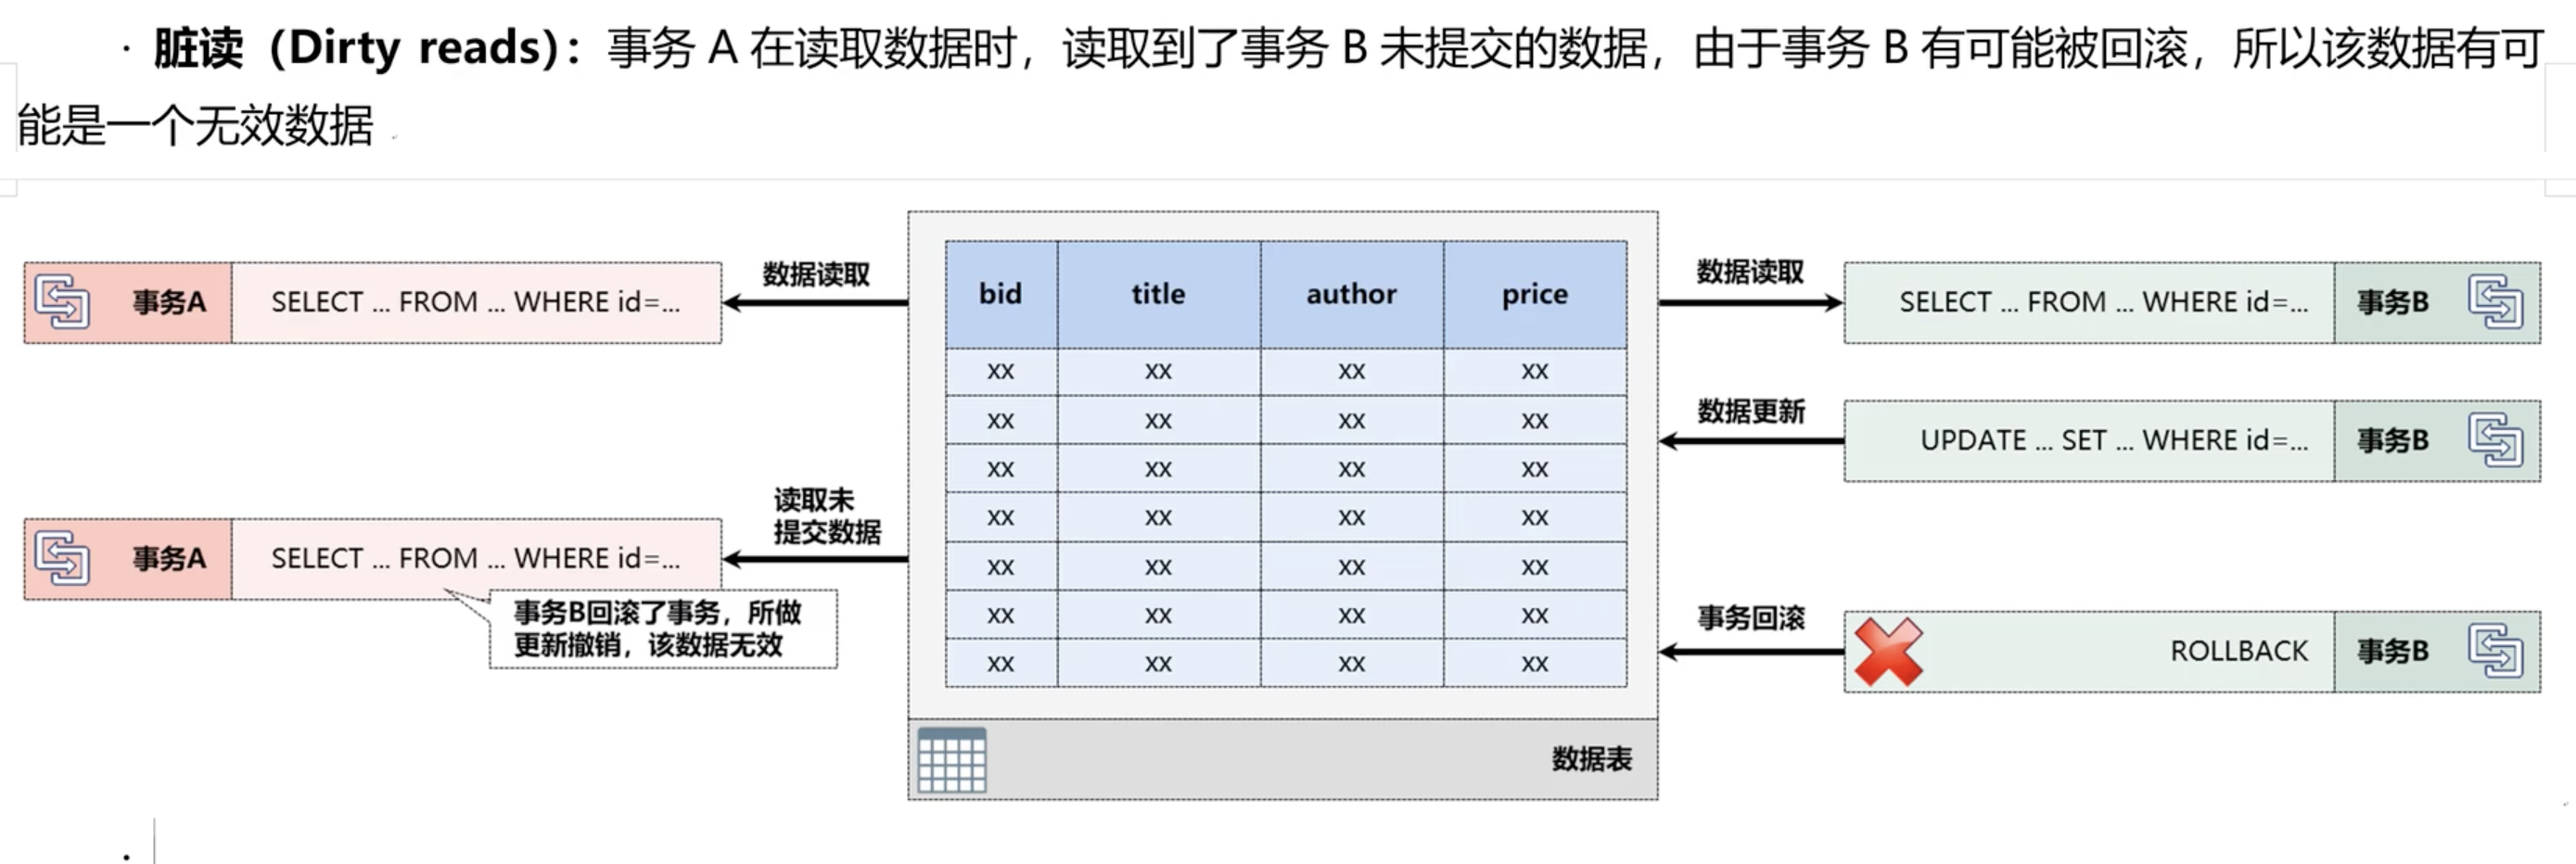 · 脏读（Dirty reads）：事务 A 在读取数据时，读取到了事务 B 未提交的数据，由于事务 B 有可能被回滚，所以该数据有可
能是一个无效数据
事务A SELECT ... FROM ... WHERE id=...
数据读取
bid title author price
xx xx xx xx
xx xx xx xx
xx xx xx xx
xx xx xx xx
xx xx xx xx
xx xx xx xx
xx xx xx xx
数据表
数据读取
SELECT ... FROM ... WHERE id=... 事务B
数据更新
UPDATE ... SET ... WHERE id=... 事务B
读取未
提交数据
事务A SELECT ... FROM ... WHERE id=...
事务B回滚了事务，所做
更新撤销，该数据无效
事务回滚
ROLLBACK 事务B
·